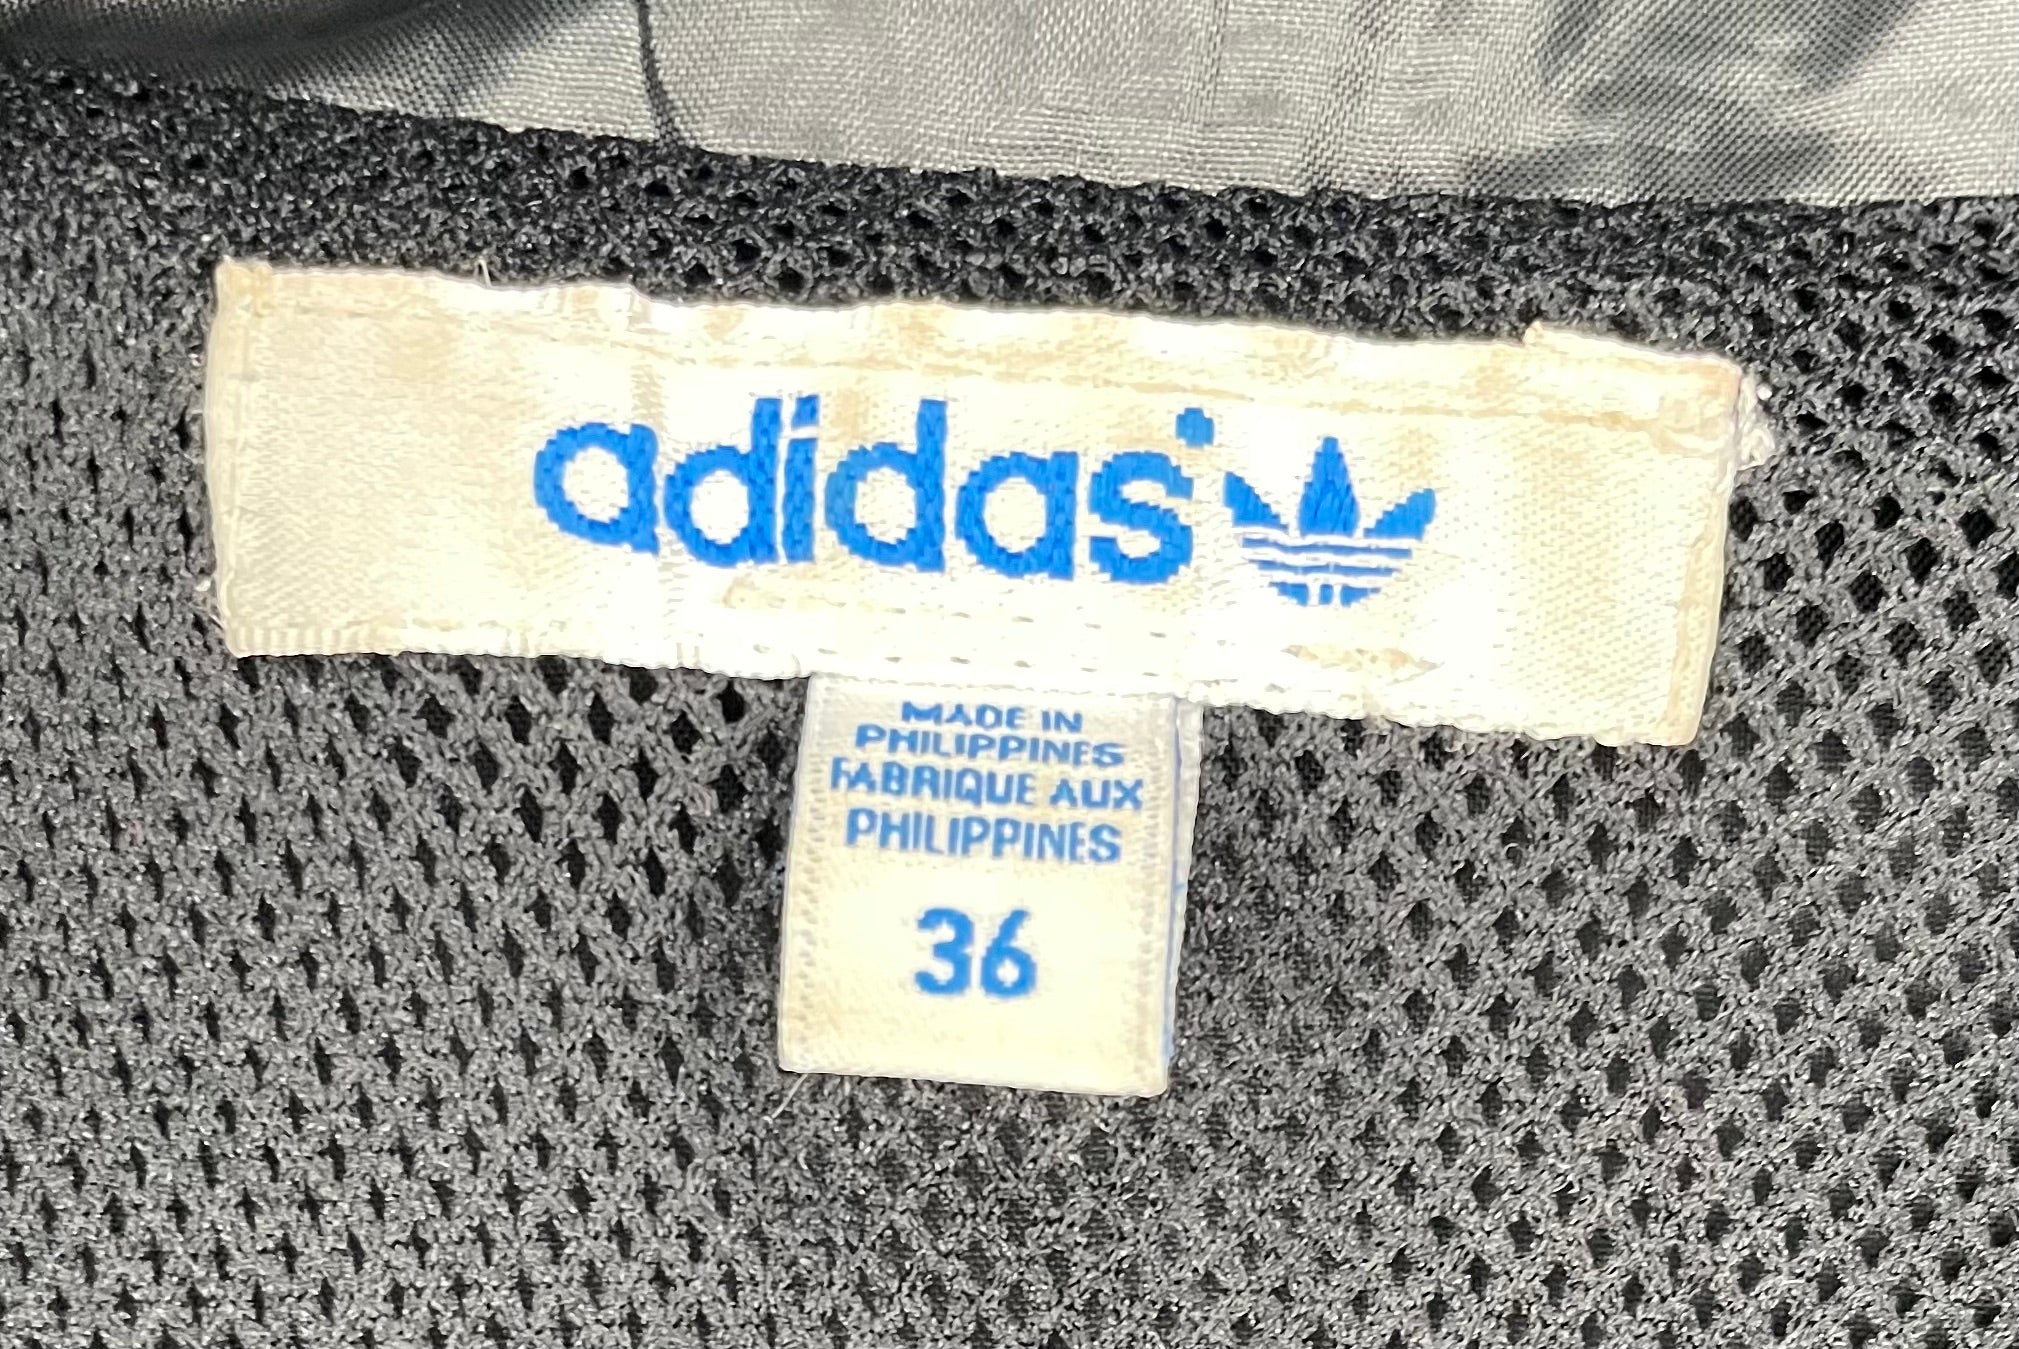 adidas
MADE IN
PHILIPPINES
FABRIQUE AUX
PHILIPPINES
36